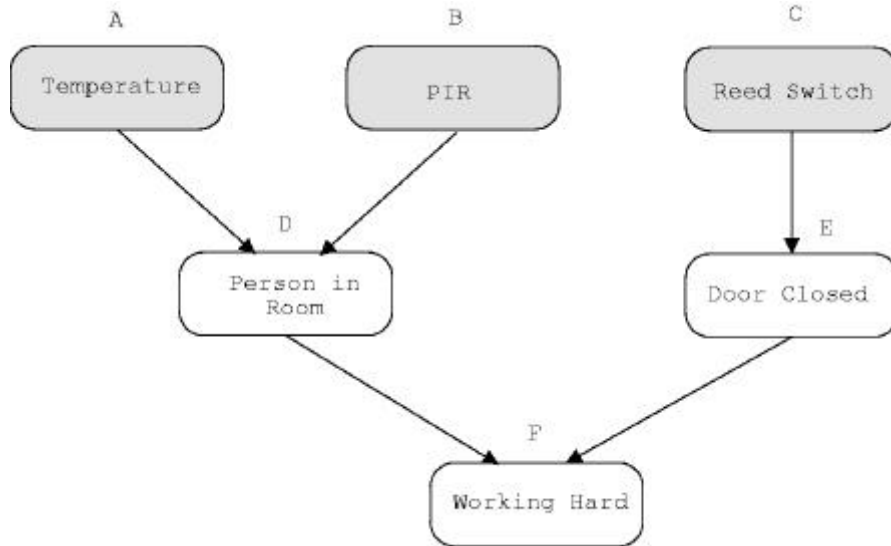 A
B
C
Temperature
PIR
Reed Switch
D
E
Person in
Room
Door Closed
F
Working Hard